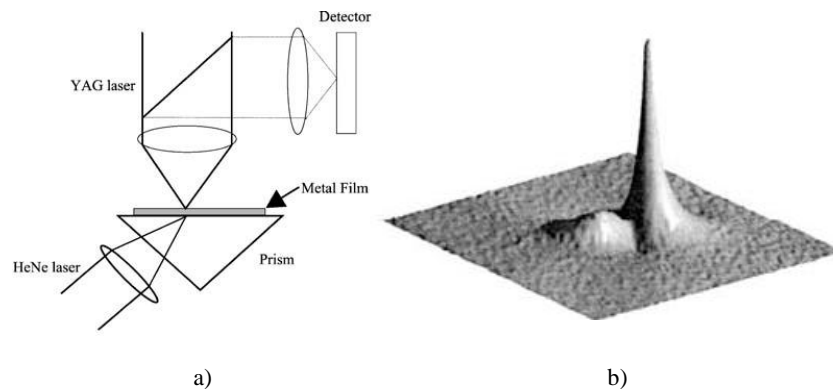 Detector
YAG laser
Metal Film
HeNe laser
Prism
a)
b)